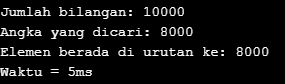 Jumlah bilangan: 10000
Angka yang dicari: 8000
Elemen berada di urutan ke: 8000
Waktu = 5ms